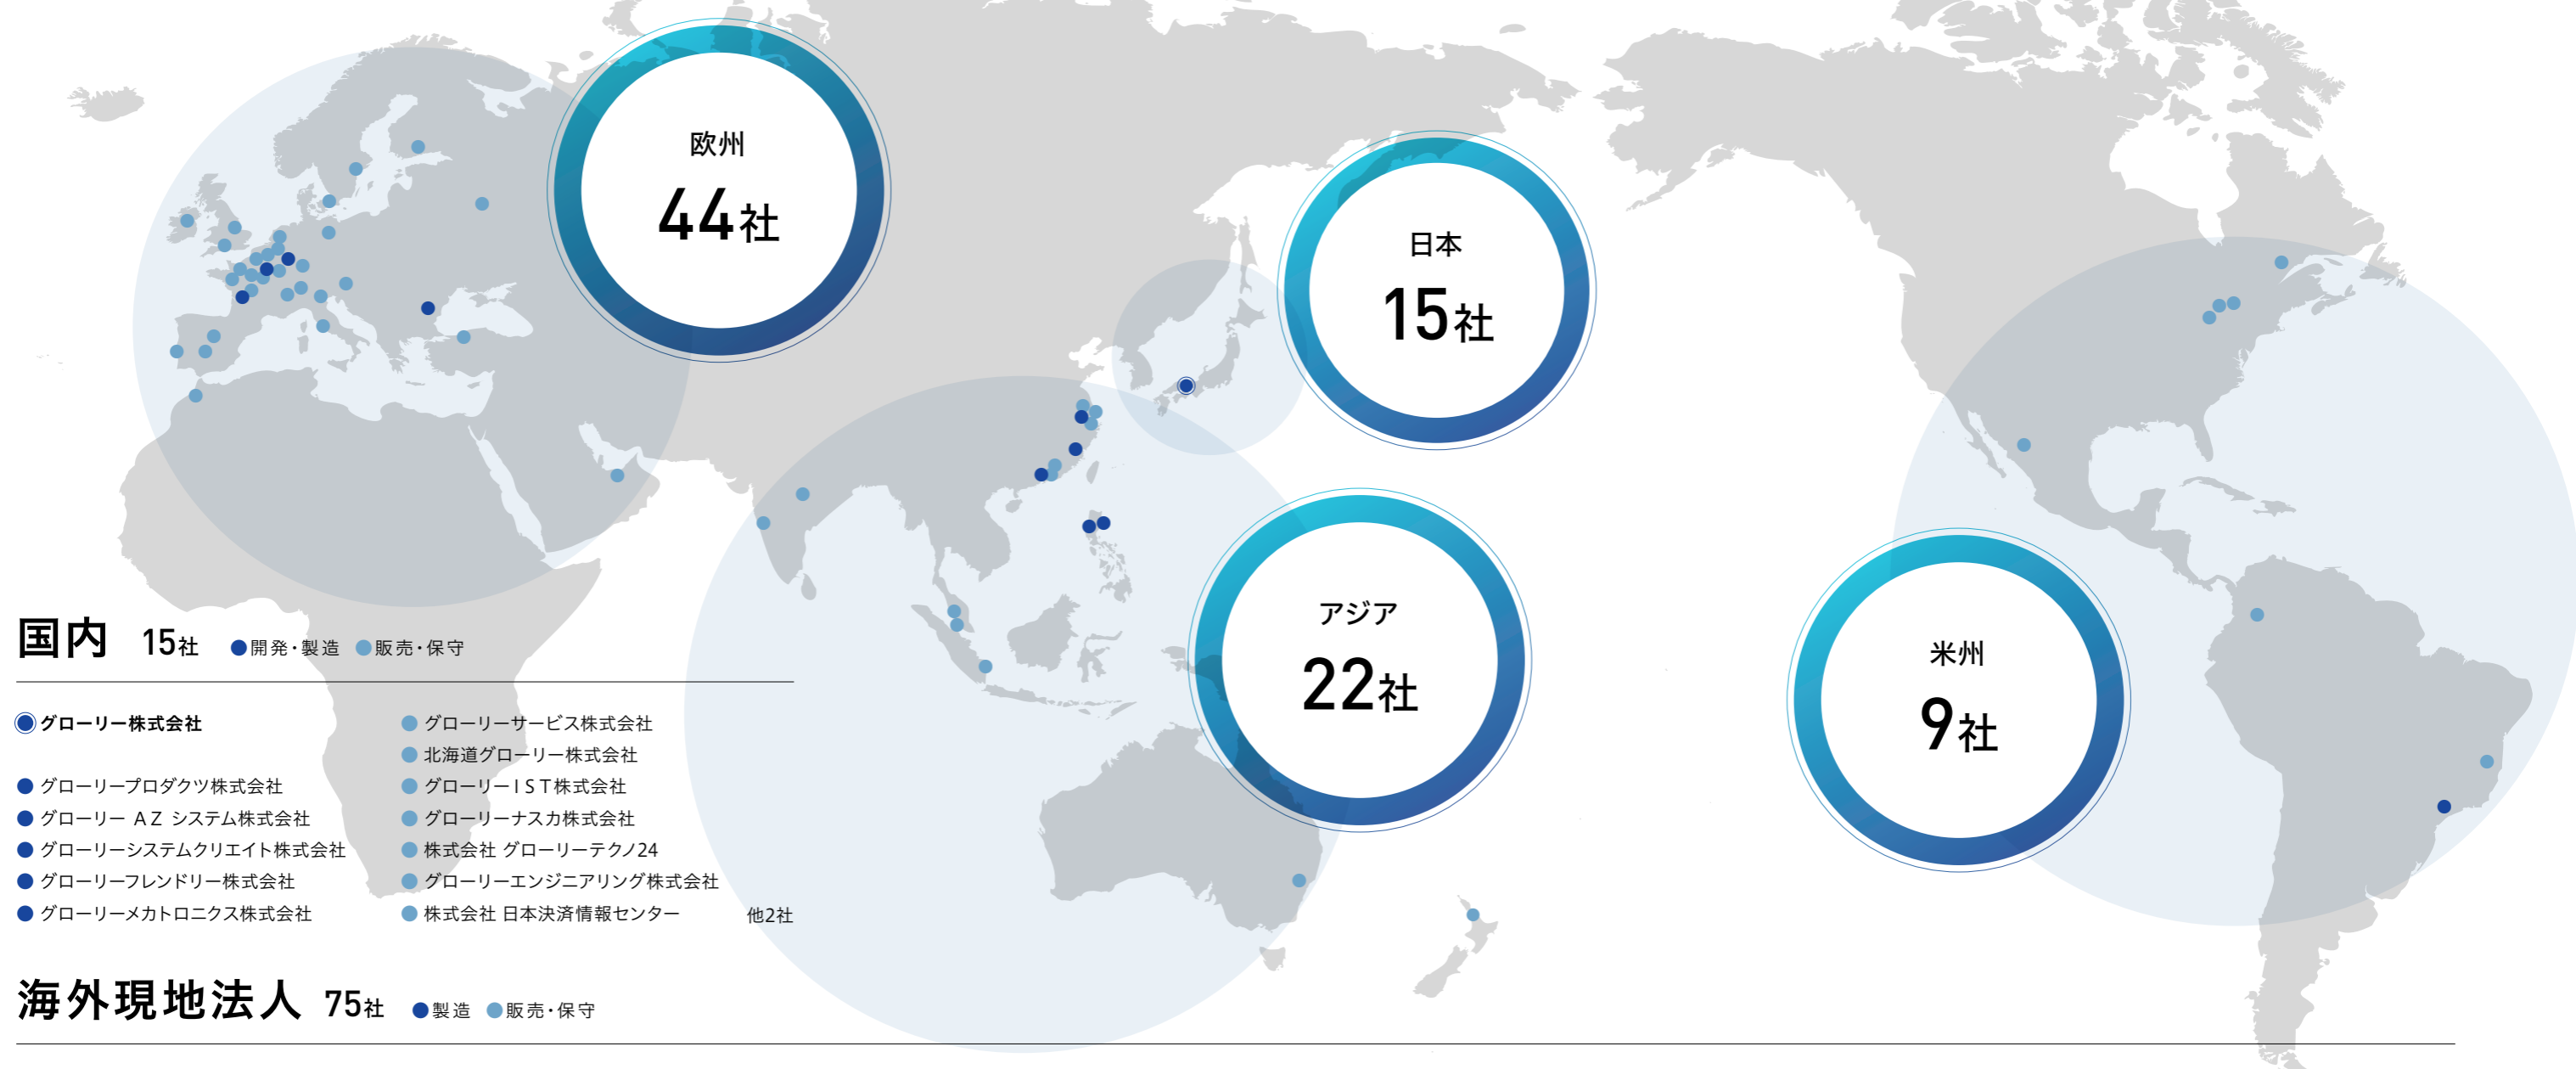 欧州
44社
日本
15社
アジア
22社
米州
9社
国内 15社 開発・製造 販売・保守
グローリー株式会社
グロープロダクツ株式会社
グローリー AZ システム株式会社
グローリーシステムクリエイト株式会社
グローリーフレンドリー株式会社
グローリーメカトロニクス株式会社
グローリーサービス株式会社
北海道グローリー株式会社
グローリーIST株式会社
グローリーナスカ株式会社
株式会社 グローリーテクノ24
グローリーエンジニアリング株式会社
株式会社 日本決済情報センター
他2社
海外現地法人 75社 製造 販売・保守